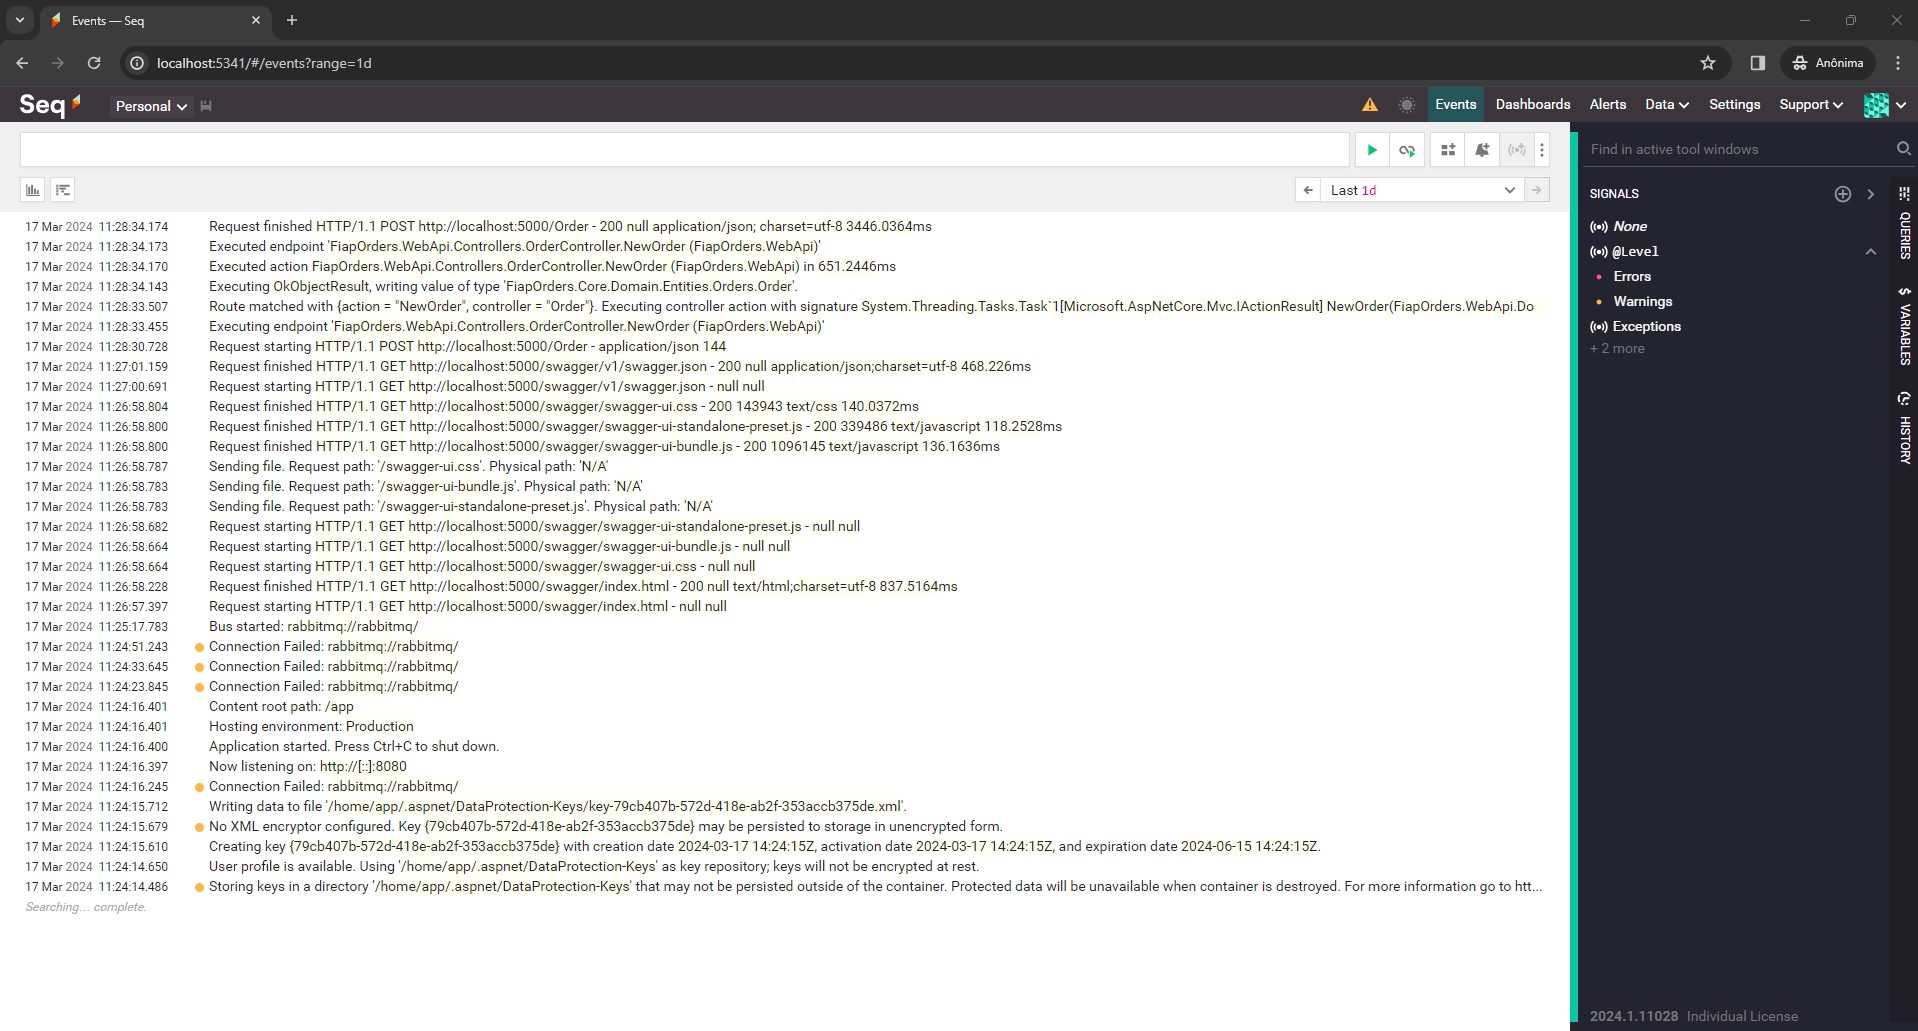 Events — Seq
localhost:5341/#/events?range=1d
Anônima
Seq
Personal
Events Dashboards Alerts Data Settings Support
Last 1d
17 Mar 2024 11:28:34.174 Request finished HTTP/1.1 POST http://localhost:5000/Order - 200 null application/json; charset=utf-8 3446.0364ms
17 Mar 2024 11:28:34.173 Executed endpoint 'FiapOrders.WebApi.Controllers.OrderController.NewOrder (FiapOrders.WebApi)'
17 Mar 2024 11:28:34.170 Executed action FiapOrders.WebApi.Controllers.OrderController.NewOrder (FiapOrders.WebApi) in 651.2446ms
17 Mar 2024 11:28:34.143 Executing OkObjectResult, writing value of type 'FiapOrders.Core.Domain.Entities.Orders.Order'.
17 Mar 2024 11:28:33.507 Route matched with {action = "NewOrder", controller = "Order"}. Executing controller action with signature System.Threading.Tasks.Task`1[Microsoft.AspNetCore.Mvc.IActionResult] NewOrder(FiapOrders.WebApi.Do
17 Mar 2024 11:28:33.455 Executing endpoint 'FiapOrders.WebApi.Controllers.OrderController.NewOrder (FiapOrders.WebApi)'
17 Mar 2024 11:28:30.728 Request starting HTTP/1.1 POST http://localhost:5000/Order - application/json 144
17 Mar 2024 11:27:01.159 Request finished HTTP/1.1 GET http://localhost:5000/swagger/v1/swagger.json - 200 null application/json;charset=utf-8 468.226ms
17 Mar 2024 11:27:00.691 Request starting HTTP/1.1 GET http://localhost:5000/swagger/v1/swagger.json - null null
17 Mar 2024 11:26:58.804 Request finished HTTP/1.1 GET http://localhost:5000/swagger/swagger-ui.css - 200 143943 text/css 140.0372ms
17 Mar 2024 11:26:58.800 Request finished HTTP/1.1 GET http://localhost:5000/swagger/swagger-ui-standalone-preset.js - 200 339486 text/javascript 118.2528ms
17 Mar 2024 11:26:58.800 Request finished HTTP/1.1 GET http://localhost:5000/swagger/swagger-ui-bundle.js - 200 1096145 text/javascript 136.1636ms
17 Mar 2024 11:26:58.787 Sending file. Request path: '/swagger-ui.css'. Physical path: 'N/A'
17 Mar 2024 11:26:58.783 Sending file. Request path: '/swagger-ui-bundle.js'. Physical path: 'N/A'
17 Mar 2024 11:26:58.783 Sending file. Request path: '/swagger-ui-standalone-preset.js'. Physical path: 'N/A'
17 Mar 2024 11:26:58.682 Request starting HTTP/1.1 GET http://localhost:5000/swagger/swagger-ui-standalone-preset.js - null null
17 Mar 2024 11:26:58.664 Request starting HTTP/1.1 GET http://localhost:5000/swagger/swagger-ui-bundle.js - null null
17 Mar 2024 11:26:58.664 Request starting HTTP/1.1 GET http://localhost:5000/swagger/swagger-ui.css - null null
17 Mar 2024 11:26:58.228 Request finished HTTP/1.1 GET http://localhost:5000/swagger/index.html - 200 null text/html;charset=utf-8 837.5164ms
17 Mar 2024 11:26:57.397 Request starting HTTP/1.1 GET http://localhost:5000/swagger/index.html - null null
17 Mar 2024 11:25:17.783 Bus started: rabbitmq://rabbitmq/
17 Mar 2024 11:24:51.243 Connection Failed: rabbitmq://rabbitmq/
17 Mar 2024 11:24:33.645 Connection Failed: rabbitmq://rabbitmq/
17 Mar 2024 11:24:23.845 Connection Failed: rabbitmq://rabbitmq/
17 Mar 2024 11:24:16.401 Content root path: /app
17 Mar 2024 11:24:16.401 Hosting environment: Production
17 Mar 2024 11:24:16.400 Application started. Press Ctrl+C to shut down.
17 Mar 2024 11:24:16.397 Now listening on: http://[::]:8080
17 Mar 2024 11:24:16.245 Connection Failed: rabbitmq://rabbitmq/
17 Mar 2024 11:24:15.712 Writing data to file '/home/app/.aspnet/DataProtection-Keys/key-79cb407b-572d-418e-ab2f-353accb375de.xml'.
17 Mar 2024 11:24:15.679 No XML encryptor configured. Key {79cb407b-572d-418e-ab2f-353accb375de} may be persisted to storage in unencrypted form.
17 Mar 2024 11:24:15.610 Creating key {79cb407b-572d-418e-ab2f-353accb375de} with creation date 2024-03-17 14:24:15Z, activation date 2024-03-17 14:24:15Z, and expiration date 2024-06-15 14:24:15Z.
17 Mar 2024 11:24:14.650 User profile is available. Using '/home/app/.aspnet/DataProtection-Keys' as key repository; keys will not be encrypted at rest.
17 Mar 2024 11:24:14.486 Storing keys in a directory '/home/app/.aspnet/DataProtection-Keys' that may not be persisted outside of the container. Protected data will be unavailable when container is destroyed. For more information go to htt...
Searching... complete.
Find in active tool windows
SIGNALS
None
@Level
Errors
Warnings
Exceptions
+ 2 more
QUERIES
$ VARIABLES
HISTORY
2024.1.11028 Individual License